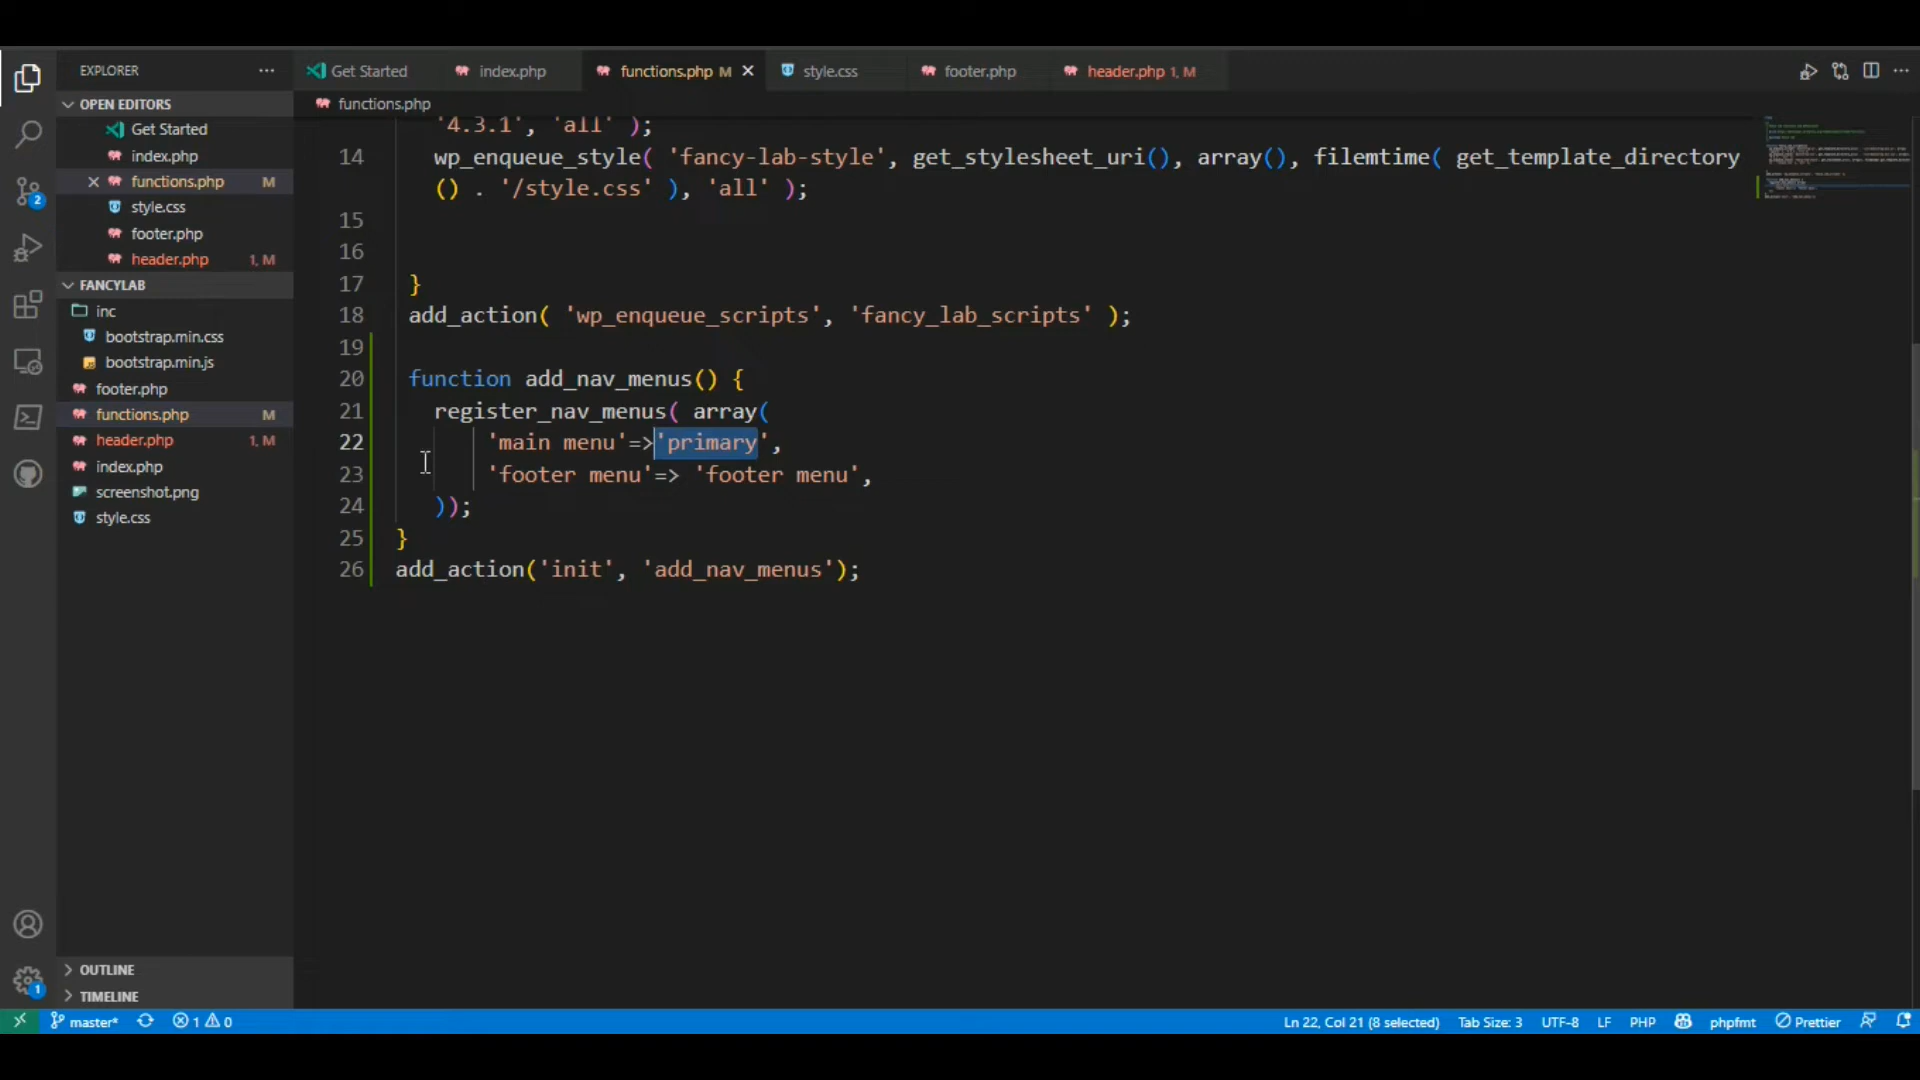 EXPLORER ···
OPEN EDITORS
Get Started
index.php
functions.php M
style.css
footer.php
header.php 1, M
FANCYLAB
inc
bootstrap.min.css
bootstrap.min.js
footer.php
functions.php M
header.php 1, M
index.php
screenshot.png
style.css
OUTLINE
TIMELINE
Get Started index.php functions.php M style.css footer.php header.php 1, M
functions.php
'4.3.1', 'all' );
14 wp_enqueue_style( 'fancy-lab-style', get_stylesheet_uri(), array(), filemtime( get_template_directory
() . '/style.css' ), 'all' );
15
16
17 }
18 add_action( 'wp_enqueue_scripts', 'fancy_lab_scripts' );
19
20 function add_nav_menus() {
21 register_nav_menus( array(
22 'main menu'=>'primary',
23 'footer menu'=> 'footer menu',
24 ));
25 }
26 add_action('init', 'add_nav_menus');
2
1
master* 1 0 Ln 22, Col 21 (8 selected) Tab Size: 3 UTF-8 LF PHP phpfmt Prettier